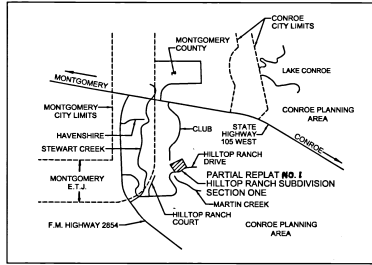 CONROE
CITY LIMITS
MONTGOMERY
COUNTY
LAKE CONROE
MONTGOMERY
MONTGOMERY
CITY LIMITS
CONROE PLANNING
AREA
HAVENSHIRE
CLUB
STATE
HIGHWAY
105 WEST
CONROE
STEWART CREEK
HILLTOP RANCH
DRIVE
MONTGOMERY
E.T.J.
PARTIAL REPLAT NO. 1
HILLTOP RANCH SUBDIVISION
SECTION ONE
MARTIN CREEK
HILLTOP RANCH
COURT
F.M. HIGHWAY 2854
CONROE PLANNING
AREA